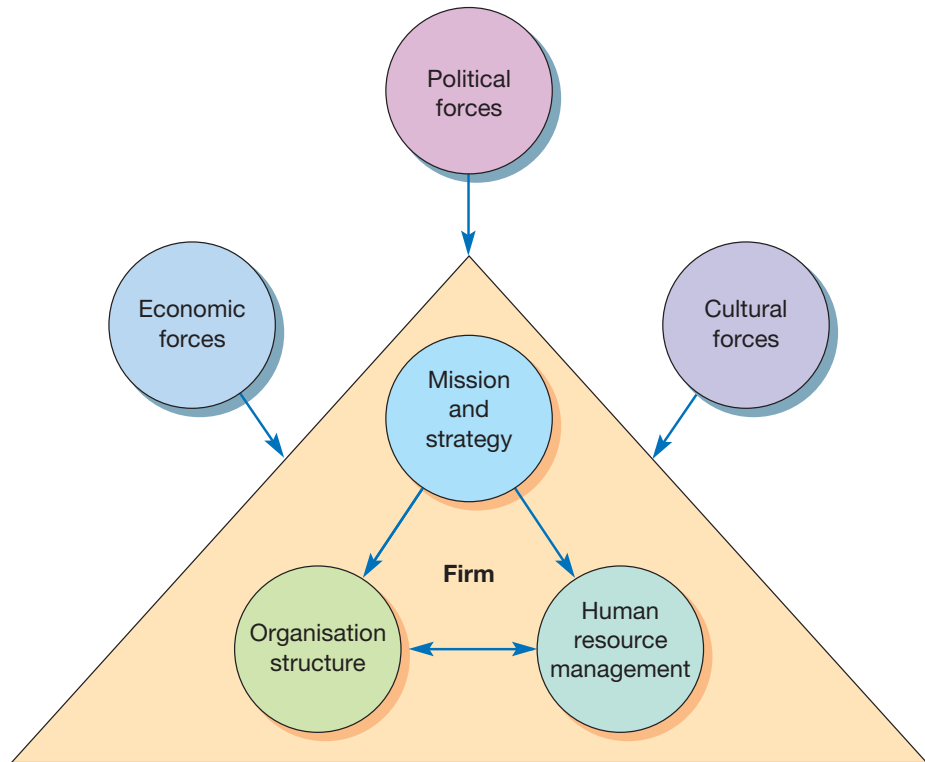 Political
forces
Economic
forces
Cultural
forces
Mission
and
strategy
Firm
Organisation
structure
Human
resource
management